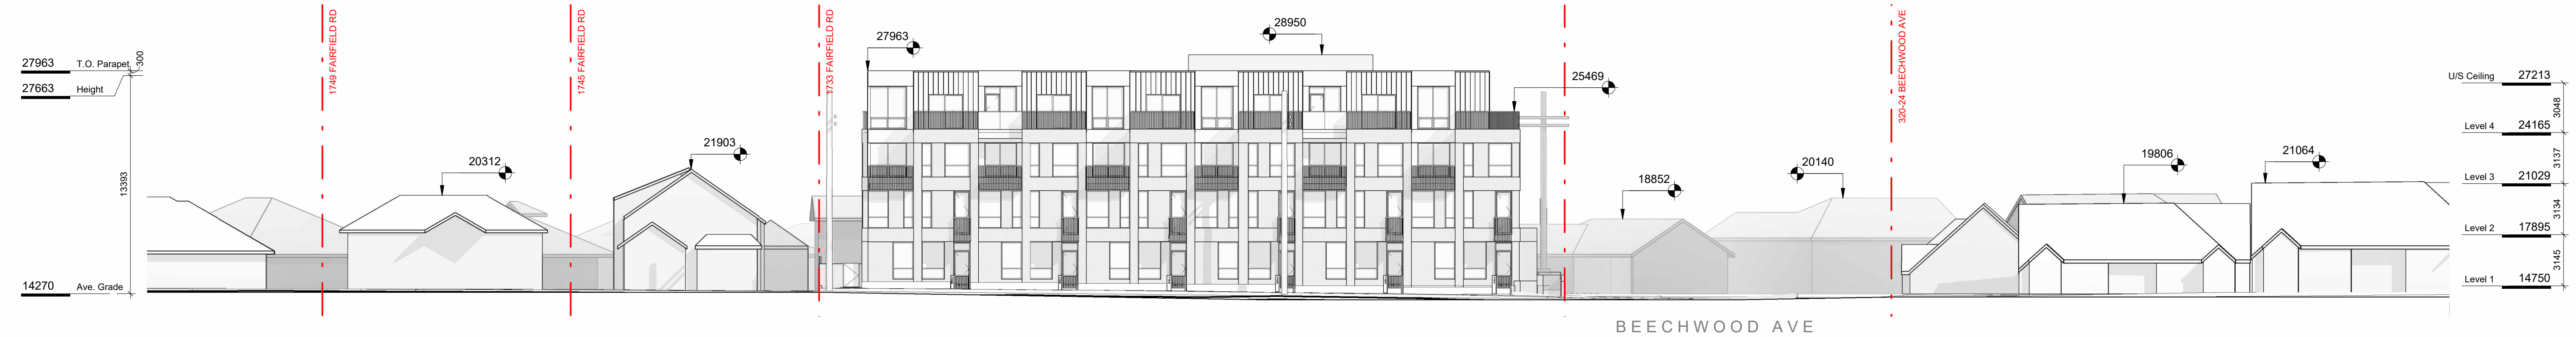 27963 T.O. Parapet
300
27663 Height
13393
14270 Ave. Grade
1749 FAIRFIELD RD
20312
1745 FAIRFIELD RD
21903
1733 FAIRFIELD RD
27963
28950
25469
18852
20140
320-24 BEECHWOOD AVE
19806
21064
U/S Ceiling 27213
3048
Level 4 24165
3137
Level 3 21029
3134
Level 2 17895
3145
Level 1 14750
BEECHWOOD AVE